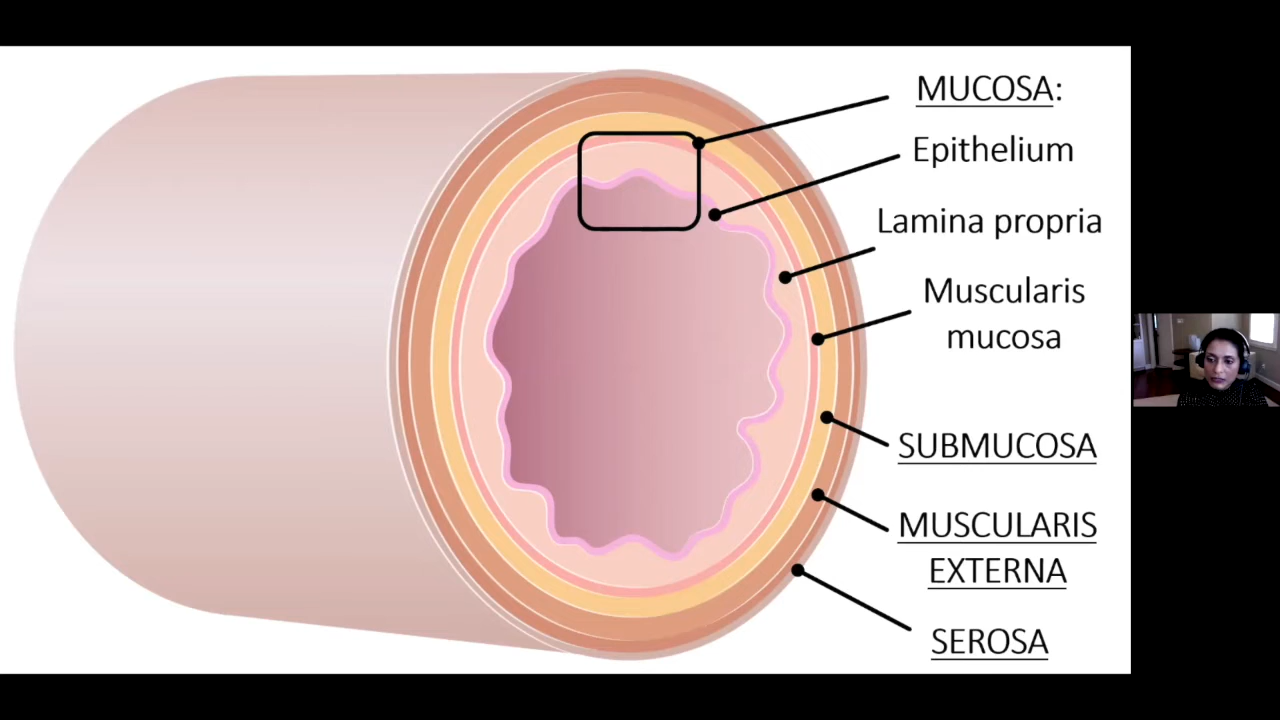 MUCOSA:
Epithelium
Lamina propria
Muscularis
mucosa
SUBMUCOSA
MUSCULARIS
EXTERNA
SEROSA